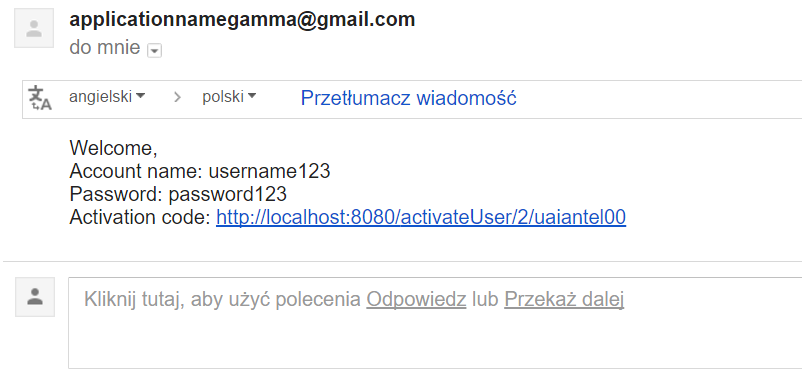 applicationnamegamma@gmail.com
do mnie
angielski > polski Przetłumacz wiadomość
Welcome,
Account name: username123
Password: password123
Activation code: http://localhost:8080/activateUser/2/uaiantel00
Kliknij tutaj, aby użyć polecenia Odpowiedz lub Przekaż dalej